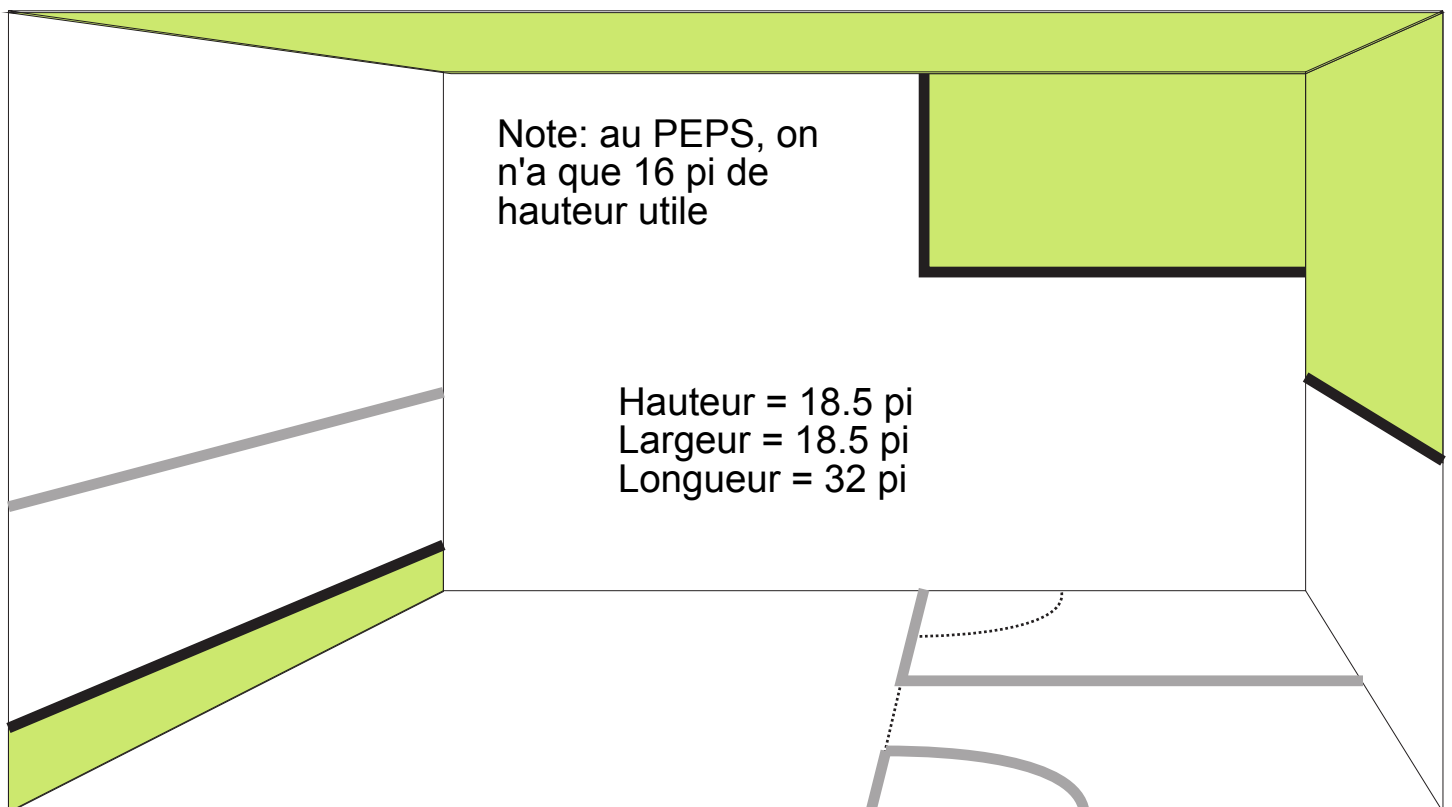 Note: au PEPS, on
n'a que 16 pi de
hauteur utile
Hauteur = 18.5 pi
Largeur = 18.5 pi
Longueur = 32 pi